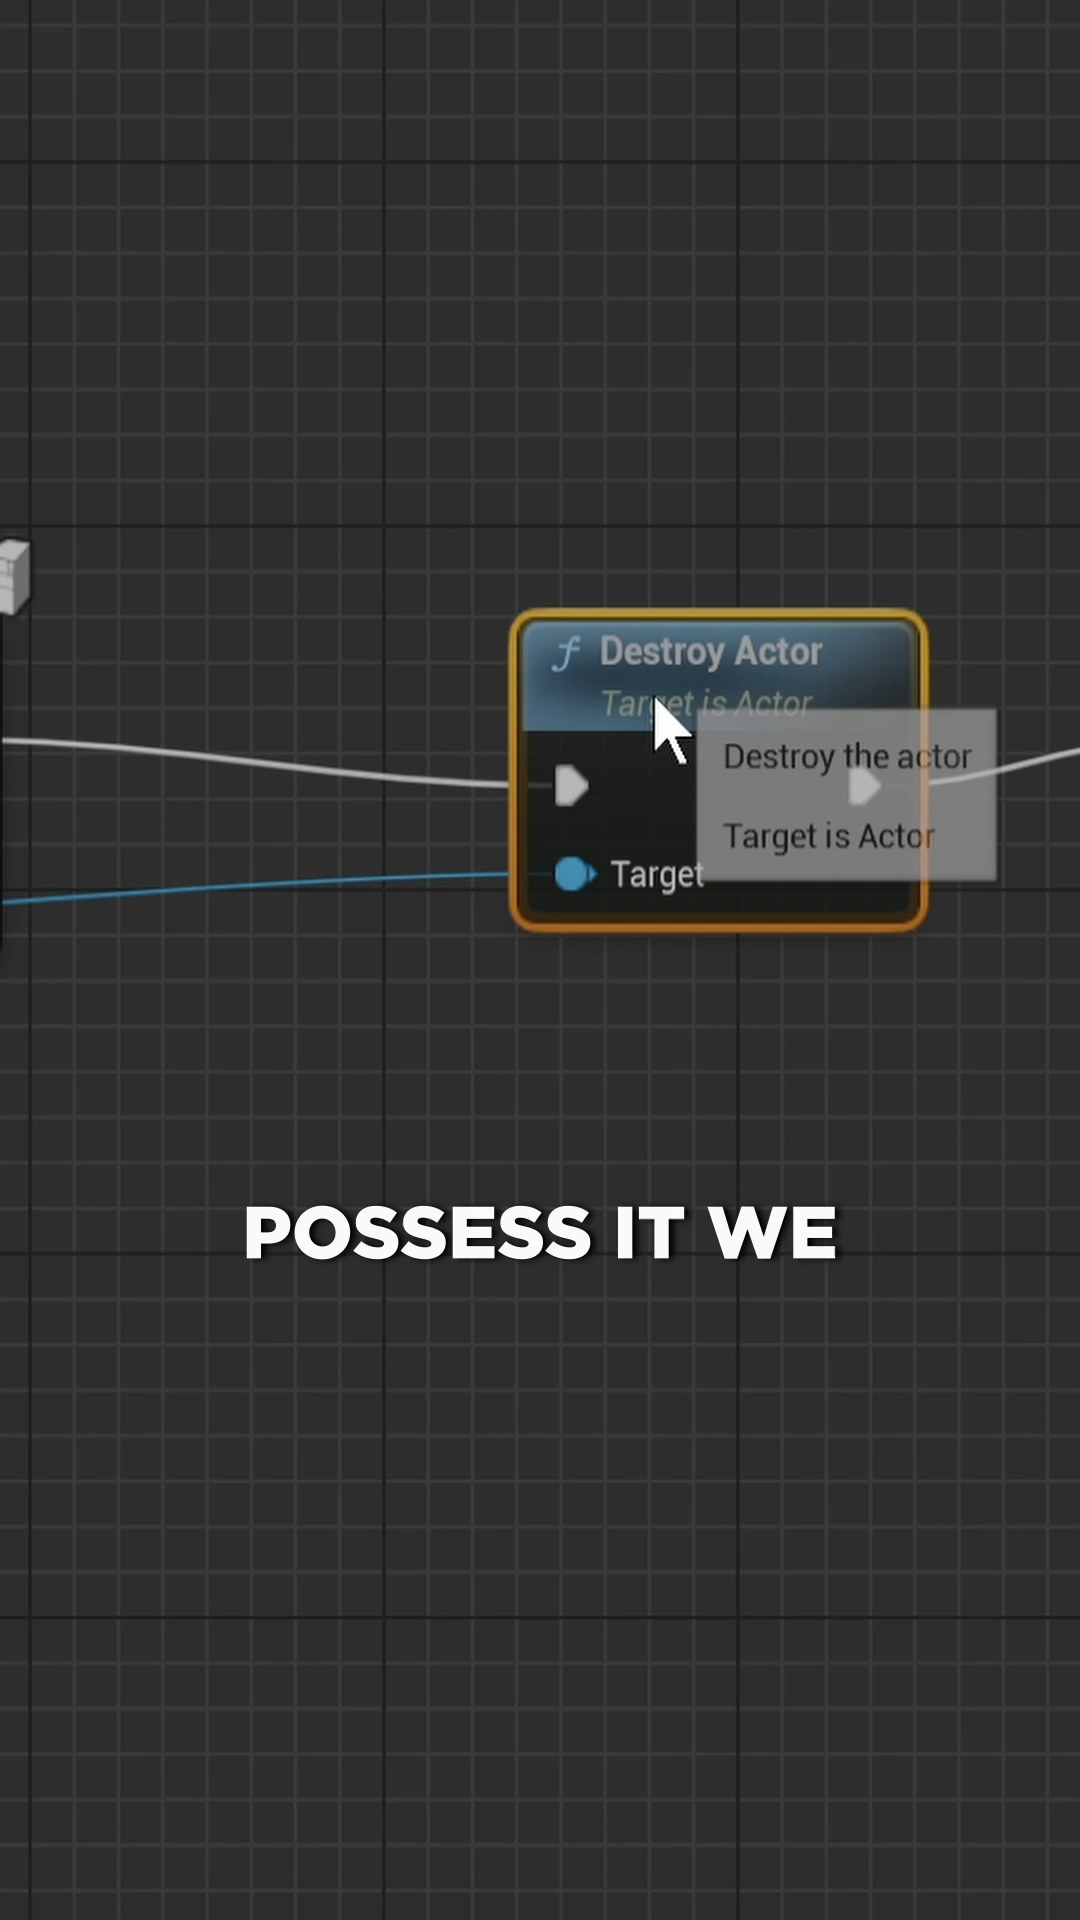 f Destroy Actor
Target is Actor
Destroy the actor
Target is Actor
Target
POSSESS IT WE